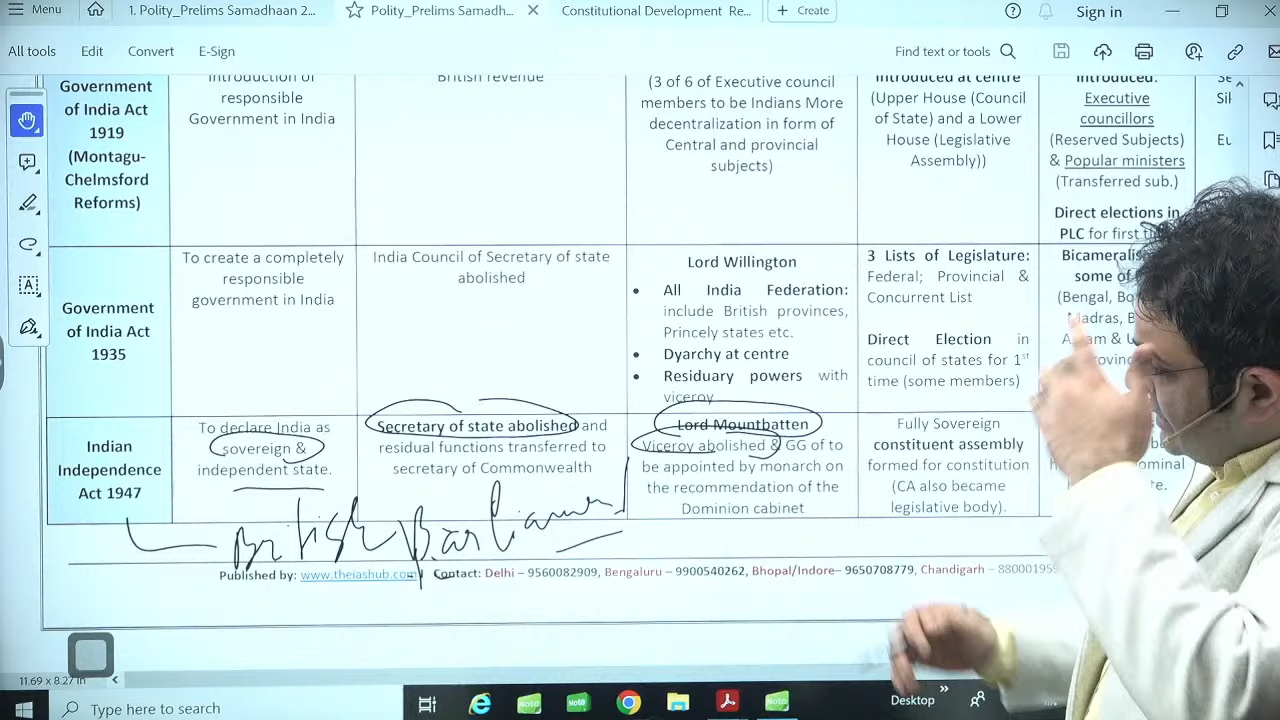 Menu
1. Polity_Prelims Samadhaan 2...
Polity_Prelims Samadh...
Constitutional Development Re...
Create
Sign in
All tools
Edit
Convert
E-Sign
Find text or tools
Government
of India Act
1919
(Montagu-
Chelmsford
Reforms)
Introduction of
responsible
Government in India
British revenue
(3 of 6 of Executive council
members to be Indians More
decentralization in form of
Central and provincial
subjects)
Introduced at centre
(Upper House (Council
of State) and a Lower
House (Legislative
Assembly))
Introduced:
Executive
councillors
(Reserved Subjects)
& Popular ministers
(Transferred sub.)
Direct elections in
PLC for first
Government
of India Act
1935
To create a completely
responsible
government in India
India Council of Secretary of state
abolished
Lord Willington
• All India Federation:
include British provinces,
Princely states etc.
• Dyarchy at centre
• Residuary powers with
viceroy
3 Lists of Legislature:
Federal; Provincial &
Concurrent List
Direct Election in
council of states for 1st
time (some members)
some of
(Bengal,
Madras,
Indian
Independence
Act 1947
To declare India as
sovereign &
independent state.
Secretary of state abolished and
residual functions transferred to
secretary of Commonwealth
Lord Mountbatten
Viceroy abolished & GG of to
be appointed by monarch on
the recommendation of the
Dominion cabinet
Fully Sovereign
constituent assembly
formed for constitution
(CA also became
legislative body).
British Parliament
Published by: www.theiashub.com Contact: Delhi – 9560082909, Bengaluru – 9900540262, Bhopal/Indore– 9650708779, Chandigarh –
11.69 x 8.27 in
Type here to search
Note
Note
Note
Desktop